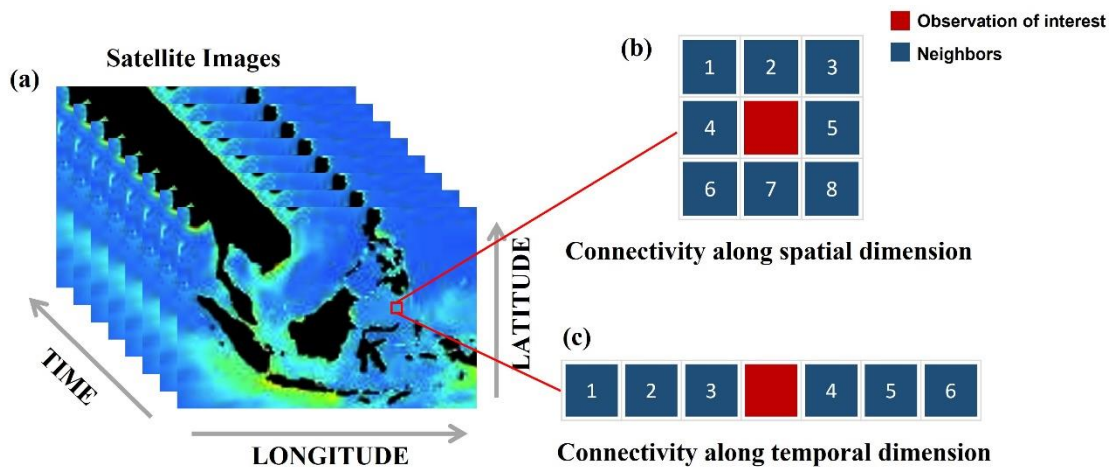 Satellite Images
(a)
TIME
LONGITUDE
LATITUDE
Observation of interest
Neighbors
(b)
1 2 3
4 5
6 7 8
Connectivity along spatial dimension
(c)
1 2 3 4 5 6
Connectivity along temporal dimension